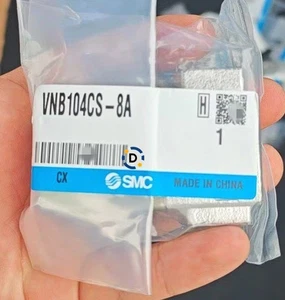 VNB104CS-8A
H
1
D
CX
SMC
MADE IN CHINA